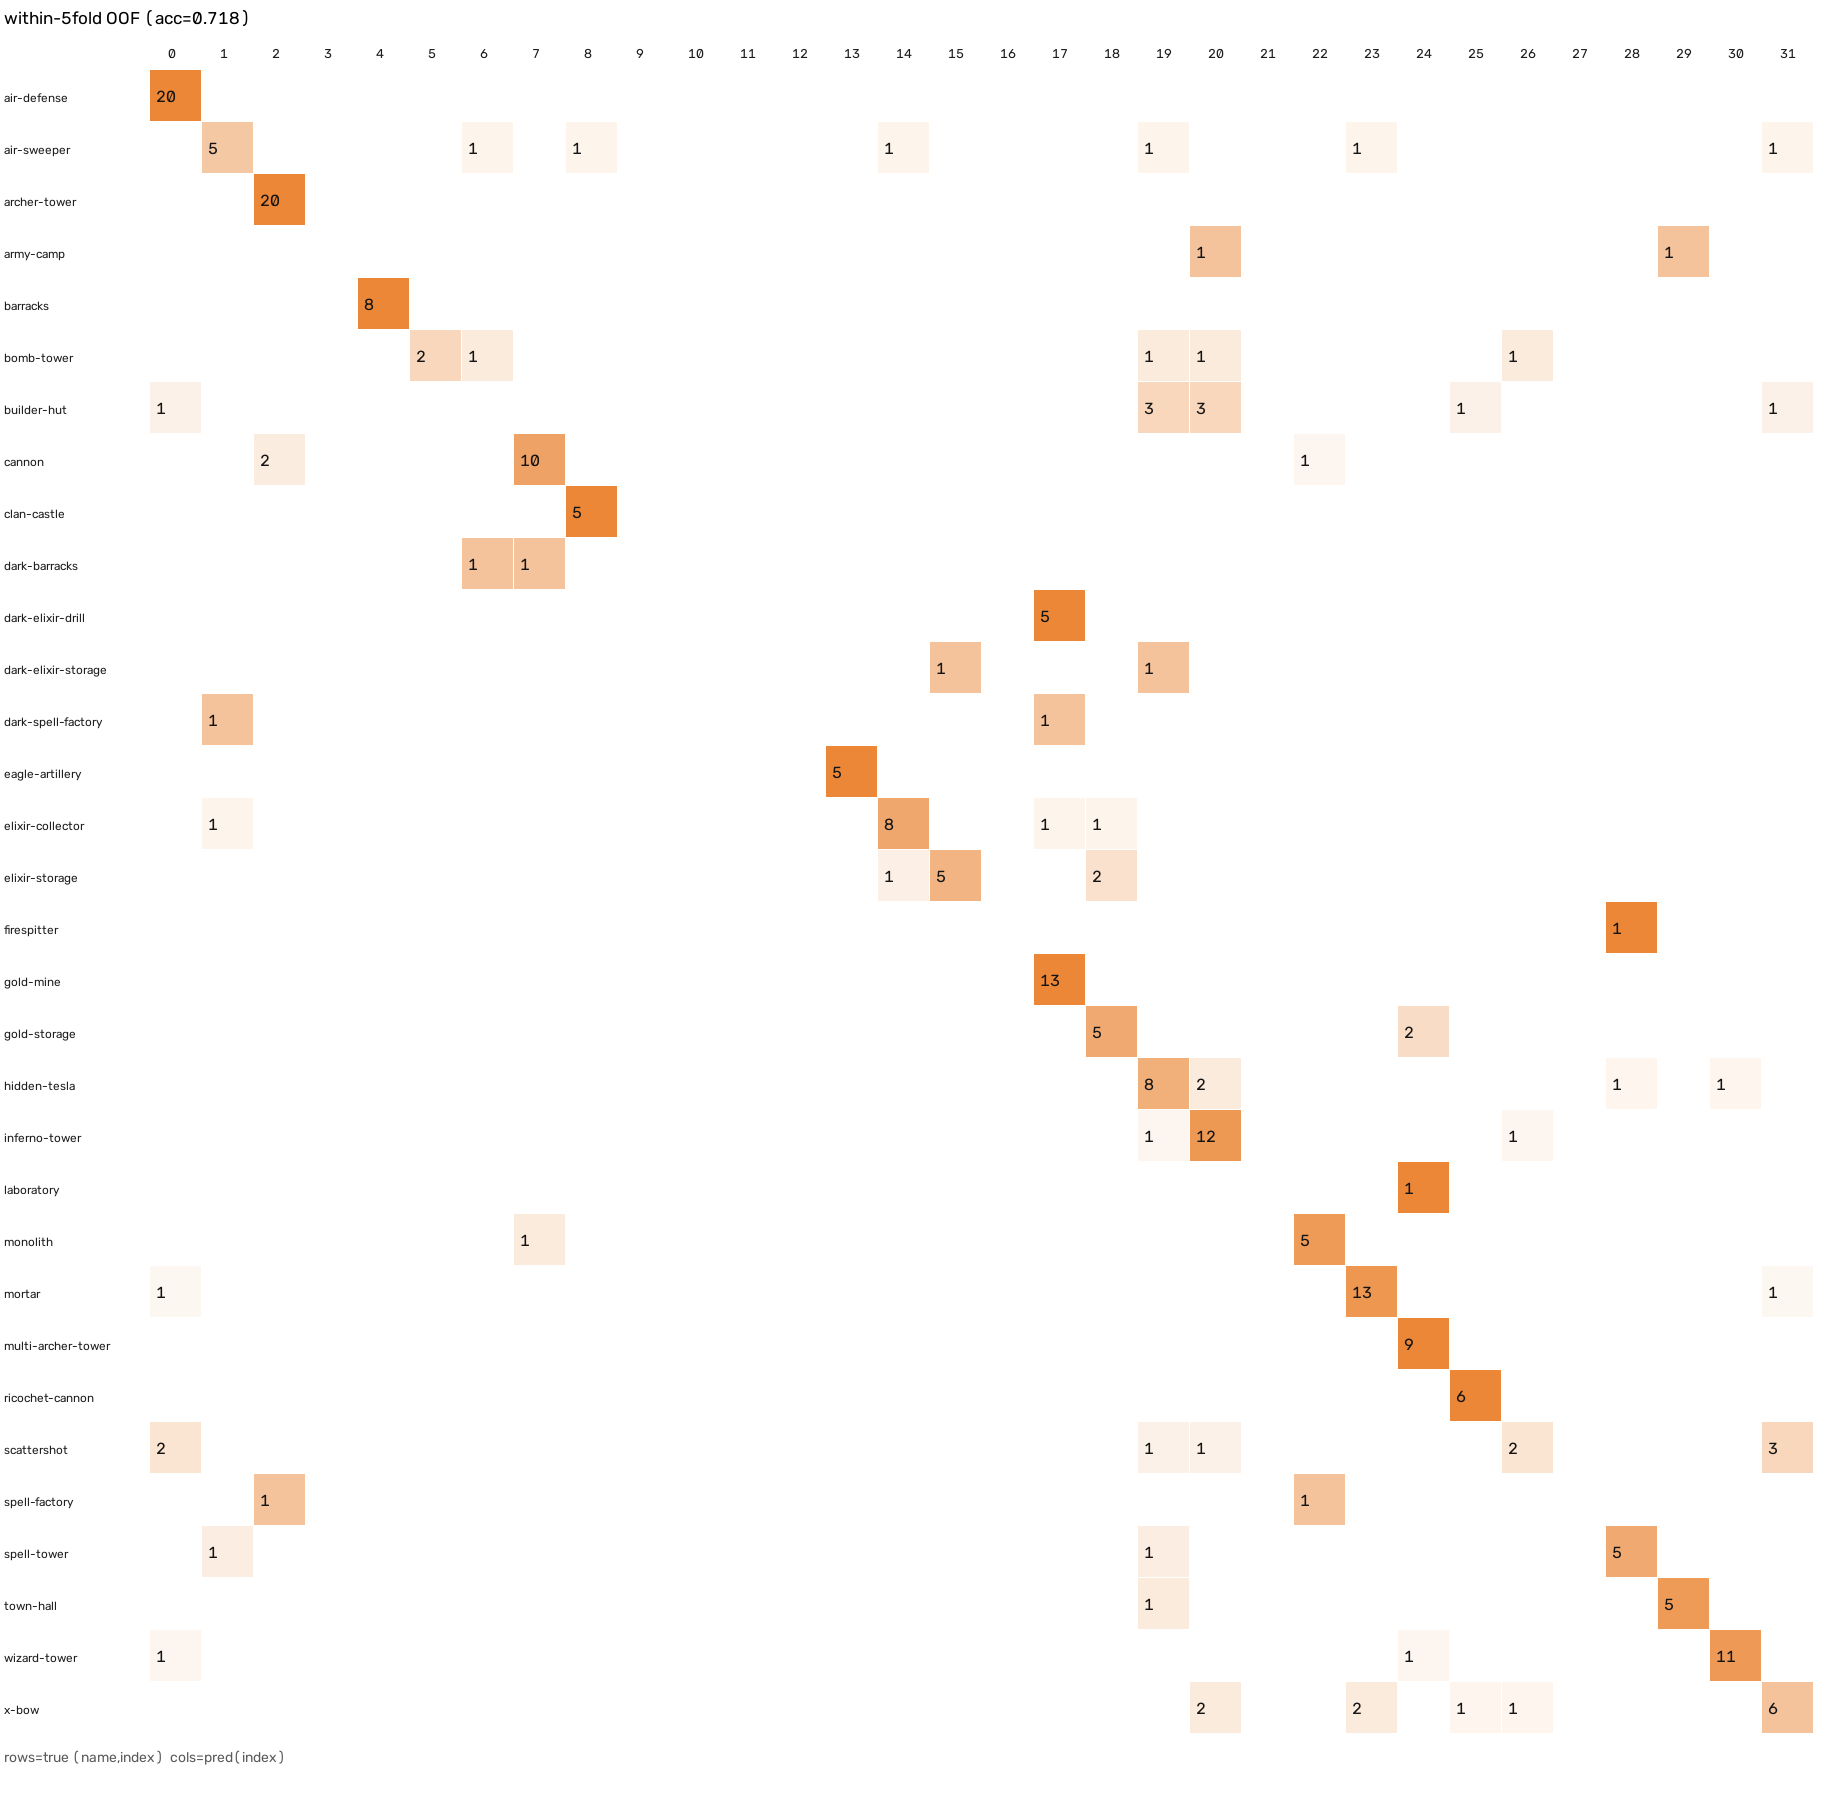 within-5fold OOF (acc=0.718)
0 1 2 3 4 5 6 7 8 9 10 11 12 13 14 15 16 17 18 19 20 21 22 23 24 25 26 27 28 29 30 31
air-defense 20
air-sweeper 5 1 1 1 1 1 1
archer-tower 20
army-camp 1 1
barracks 8
bomb-tower 2 1 1 1 1
builder-hut 1 3 3 1 1
cannon 2 10 1
clan-castle 5
dark-barracks 1 1
dark-elixir-drill 5
dark-elixir-storage 1 1
dark-spell-factory 1 1
eagle-artillery 5
elixir-collector 1 8 1 1
elixir-storage 1 5 2
firespitter 1
gold-mine 13
gold-storage 5 2
hidden-tesla 8 2 1 1
inferno-tower 1 12 1
laboratory 1
monolith 1 5
mortar 1 13 1
multi-archer-tower 9
ricochet-cannon 6
scattershot 2 1 1 2 3
spell-factory 1 1
spell-tower 1 1 5
town-hall 1 5
wizard-tower 1 1 11
x-bow 2 2 1 1 6
rows=true (name,index) cols=pred(index)